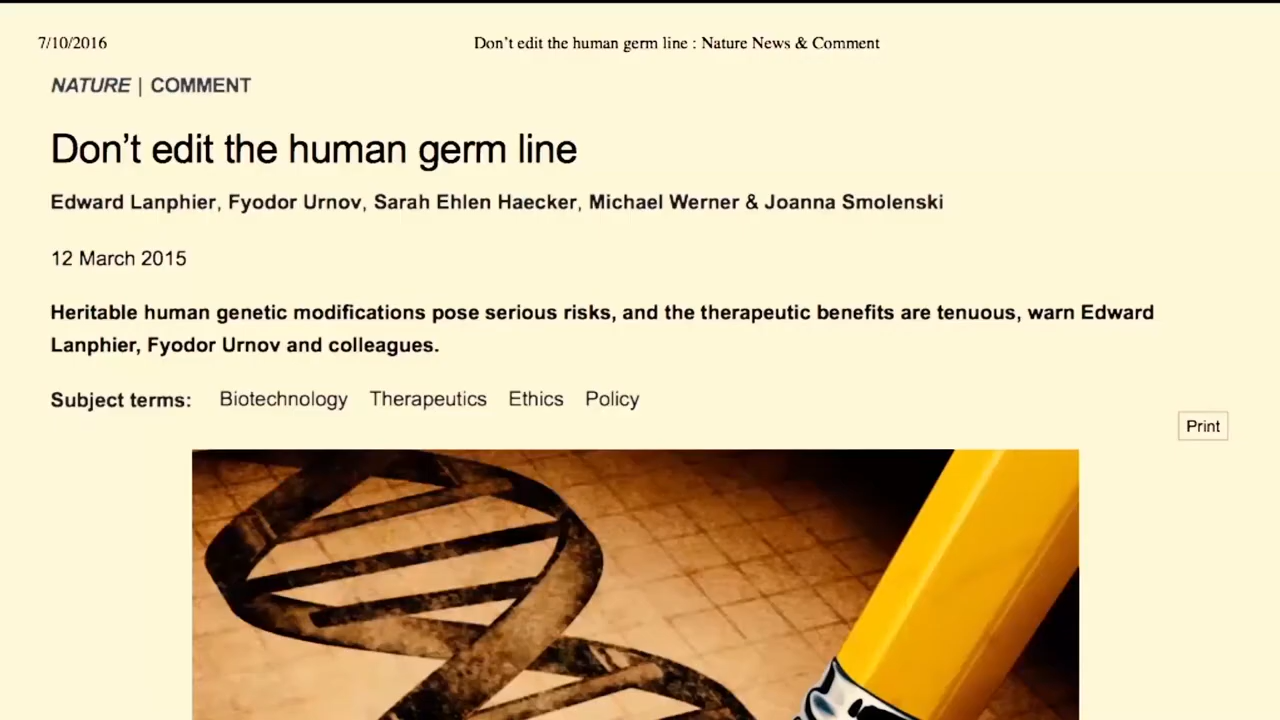 7/10/2016
Don't edit the human germ line : Nature News & Comment
NATURE | COMMENT
Don't edit the human germ line
Edward Lanphier, Fyodor Urnov, Sarah Ehlen Haecker, Michael Werner & Joanna Smolenski
12 March 2015
Heritable human genetic modifications pose serious risks, and the therapeutic benefits are tenuous, warn Edward
Lanphier, Fyodor Urnov and colleagues.
Subject terms: Biotechnology Therapeutics Ethics Policy
Print